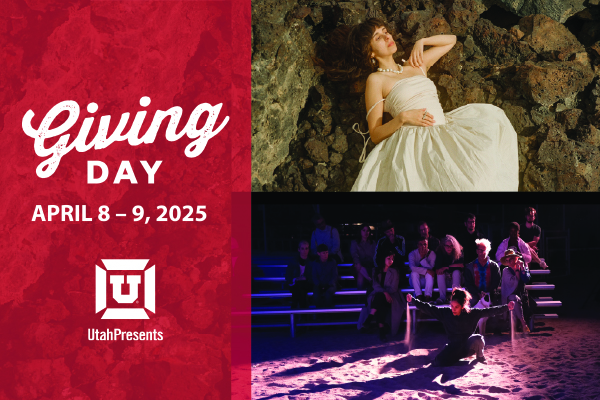 Giving
DAY
APRIL 8 – 9, 2025
U
UtahPresents